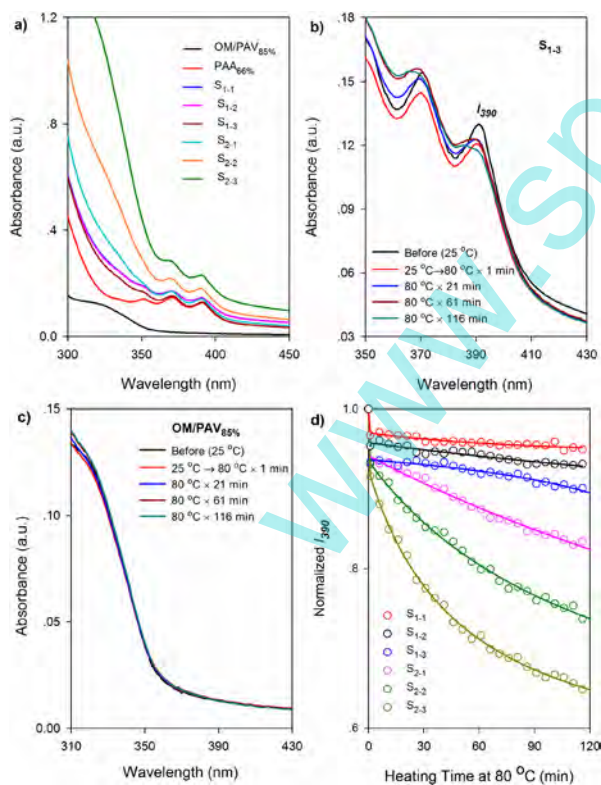 a)
1.2
.8
.4
0.0
Absorbance (a.u.)
300 350 400 450
Wavelength (nm)
OM/PAV85%
PAA66%
S1-1
S1-2
S1-3
S2-1
S2-2
S2-3
b)
S1-3
I390
.18
.15
.12
.09
.06
.03
Absorbance (a.u.)
Before (25 °C)
25 °C→80 °C × 1 min
80 °C × 21 min
80 °C × 61 min
80 °C × 116 min
350 370 390 410 430
Wavelength (nm)
c)
OM/PAV85%
.15
.10
.05
0.00
Absorbance (a.u.)
Before (25 °C)
25 °C → 80 °C × 1 min
80 °C × 21 min
80 °C × 61 min
80 °C × 116 min
310 350 390 430
Wavelength (nm)
d)
1.0
.8
.6
Normalized I390
S1-1
S1-2
S1-3
S2-1
S2-2
S2-3
0 30 60 90 120
Heating Time at 80 °C (min)
www.sp